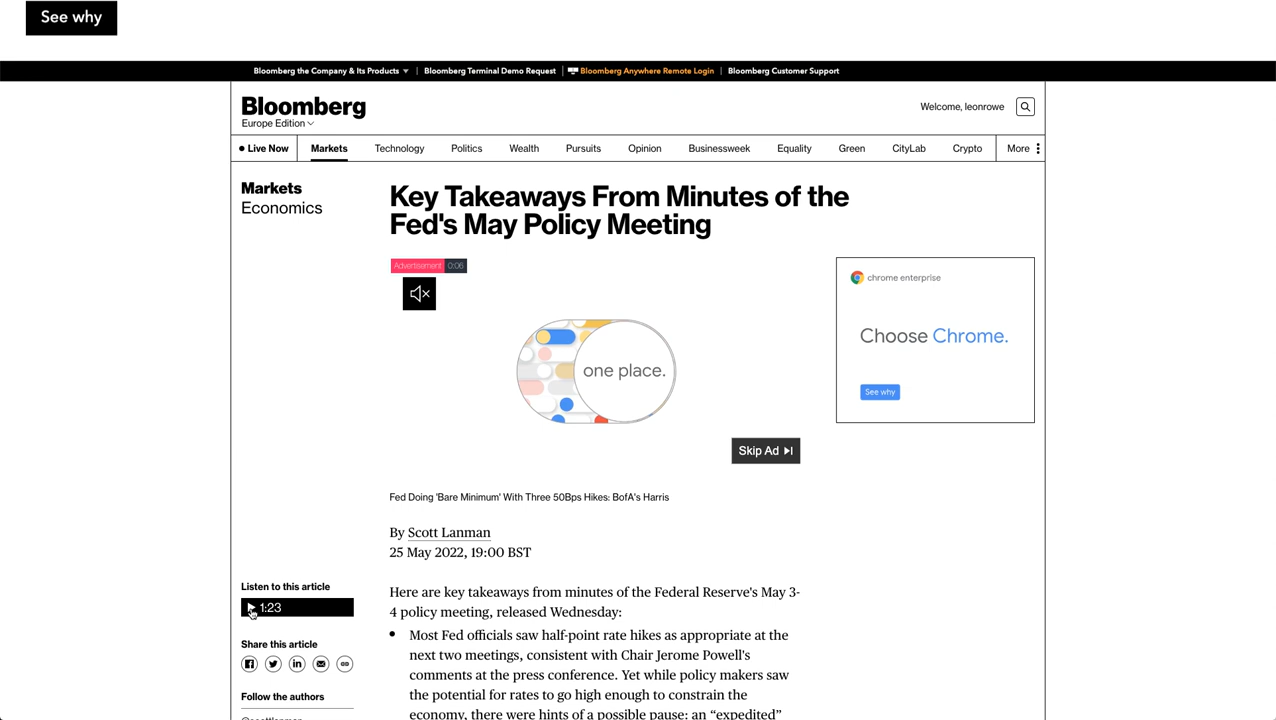 See why
Bloomberg the Company & Its Products
Bloomberg Terminal Demo Request
Bloomberg Anywhere Remote Login
Bloomberg Customer Support
Bloomberg
Europe Edition
Welcome, leonrowe
Live Now
Markets
Technology
Politics
Wealth
Pursuits
Opinion
Businessweek
Equality
Green
CityLab
Crypto
More
Markets
Economics
Key Takeaways From Minutes of the
Fed's May Policy Meeting
Advertisement 0:06
one place.
Skip Ad
chrome enterprise
Choose Chrome.
See why
Fed Doing 'Bare Minimum' With Three 50Bps Hikes: BofA's Harris
By Scott Lanman
25 May 2022, 19:00 BST
Listen to this article
1:23
Share this article
Follow the authors
@scottlanman
Here are key takeaways from minutes of the Federal Reserve's May 3-
4 policy meeting, released Wednesday:
Most Fed officials saw half-point rate hikes as appropriate at the
next two meetings, consistent with Chair Jerome Powell's
comments at the press conference. Yet while policy makers saw
the potential for rates to go high enough to constrain the
economy, there were hints of a possible pause: an “expedited”